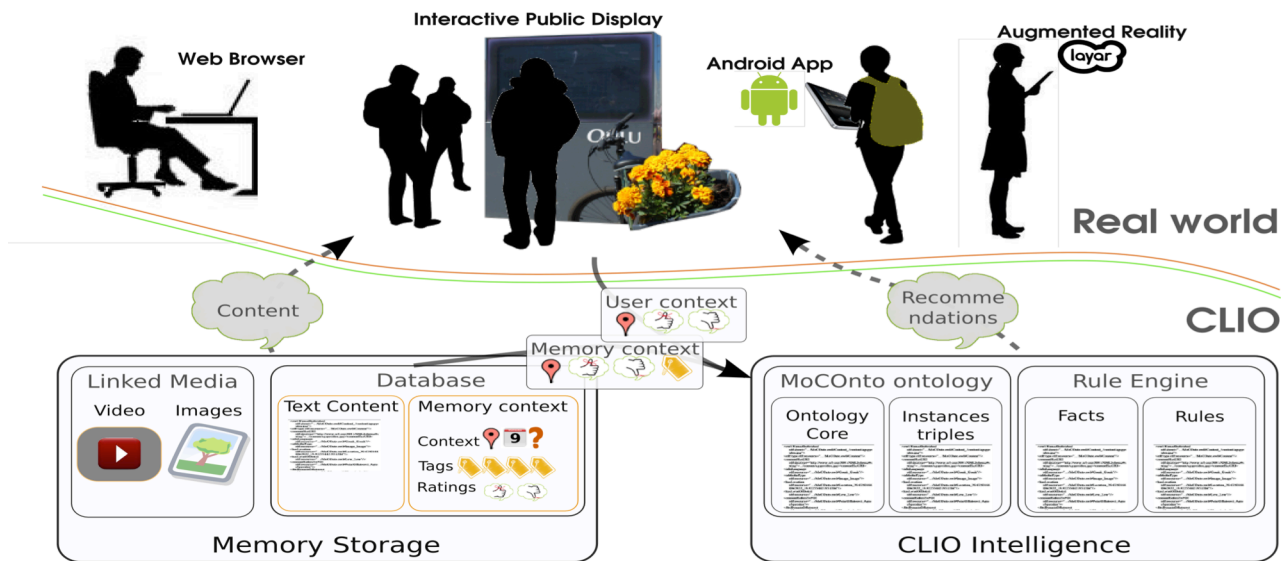 Interactive Public Display
Web Browser
Android App
Augmented Reality
layar
OULU
Real world
CLIO
Content
User context
Memory context
Recomme
ndations
Linked Media
Video
Images
Database
Text Content
Memory context
Context
9
?
Tags
Ratings
Memory Storage
MoCOnto ontology
Ontology
Core
Instances
triples
Rule Engine
Facts
Rules
CLIO Intelligence